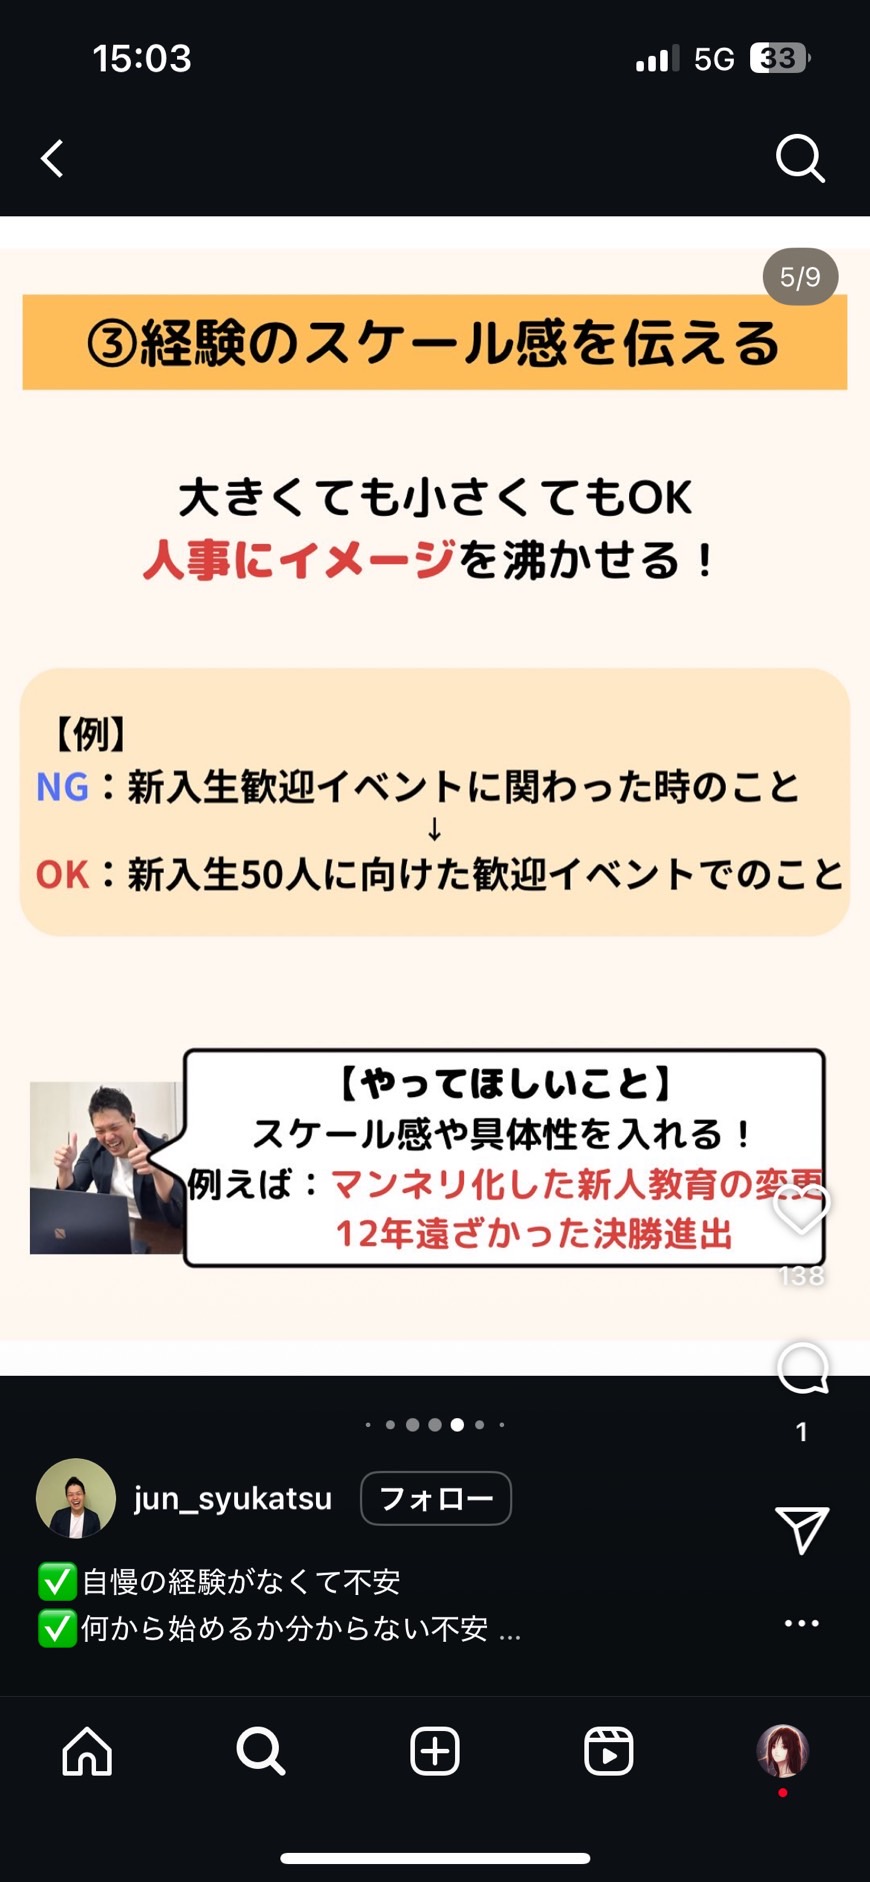 15:03
5G
33
5/9
③経験のスケール感を伝える
大きくても小さくてもOK
人事にイメージを沸かせる！
【例】
NG：新入生歓迎イベントに関わった時のこと
↓
OK：新入生50人に向けた歓迎イベントでのこと
【やってほしいこと】
スケール感や具体性を入れる！
例えば：マンネリ化した新人教育の変更
12年遠ざかった決勝進出
138
1
jun_syukatsu
フォロー
✅自慢の経験がなくて不安
✅何から始めるか分からない不安 ...